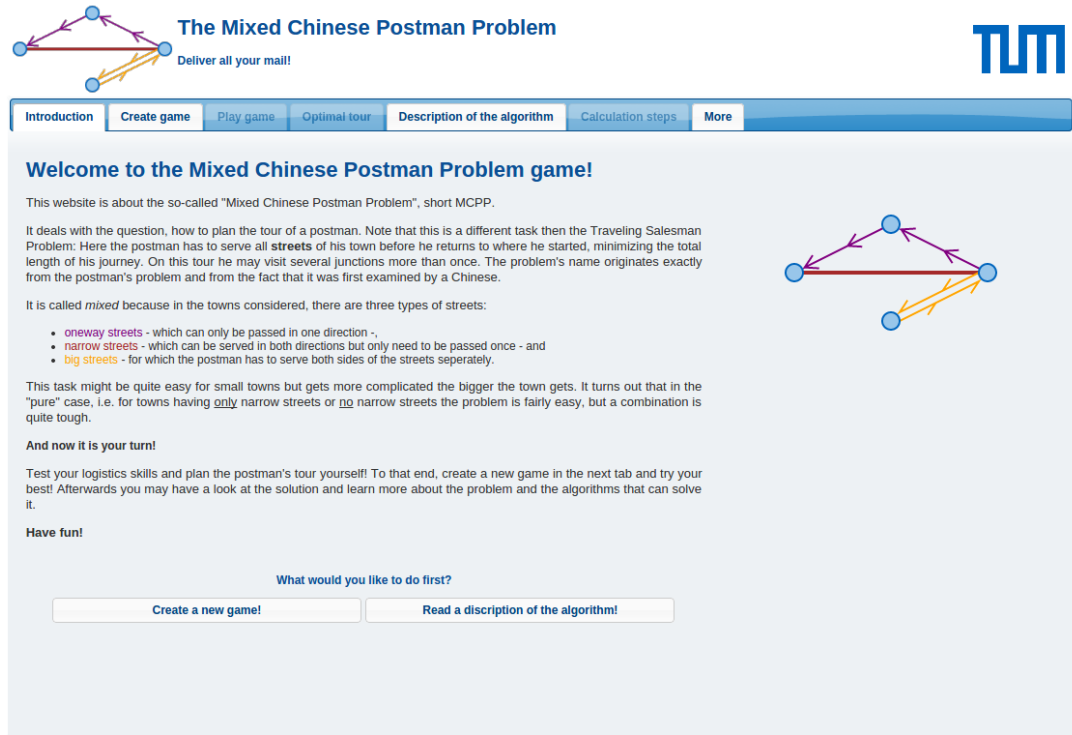 The Mixed Chinese Postman Problem
Deliver all your mail!
TUM
Introduction Create game Play game Optimal tour Description of the algorithm Calculation steps More
Welcome to the Mixed Chinese Postman Problem game!
This website is about the so-called "Mixed Chinese Postman Problem", short MCPP.
It deals with the question, how to plan the tour of a postman. Note that this is a different task then the Traveling Salesman
Problem: Here the postman has to serve all streets of his town before he returns to where he started, minimizing the total
length of his journey. On this tour he may visit several junctions more than once. The problem's name originates exactly
from the postman's problem and from the fact that it was first examined by a Chinese.
It is called mixed because in the towns considered, there are three types of streets:
• oneway streets - which can only be passed in one direction -,
• narrow streets - which can be served in both directions but only need to be passed once - and
• big streets - for which the postman has to serve both sides of the streets seperately.
This task might be quite easy for small towns but gets more complicated the bigger the town gets. It turns out that in the
"pure" case, i.e. for towns having only narrow streets or no narrow streets the problem is fairly easy, but a combination is
quite tough.
And now it is your turn!
Test your logistics skills and plan the postman's tour yourself! To that end, create a new game in the next tab and try your
best! Afterwards you may have a look at the solution and learn more about the problem and the algorithms that can solve
it.
Have fun!
What would you like to do first?
Create a new game! Read a discription of the algorithm!